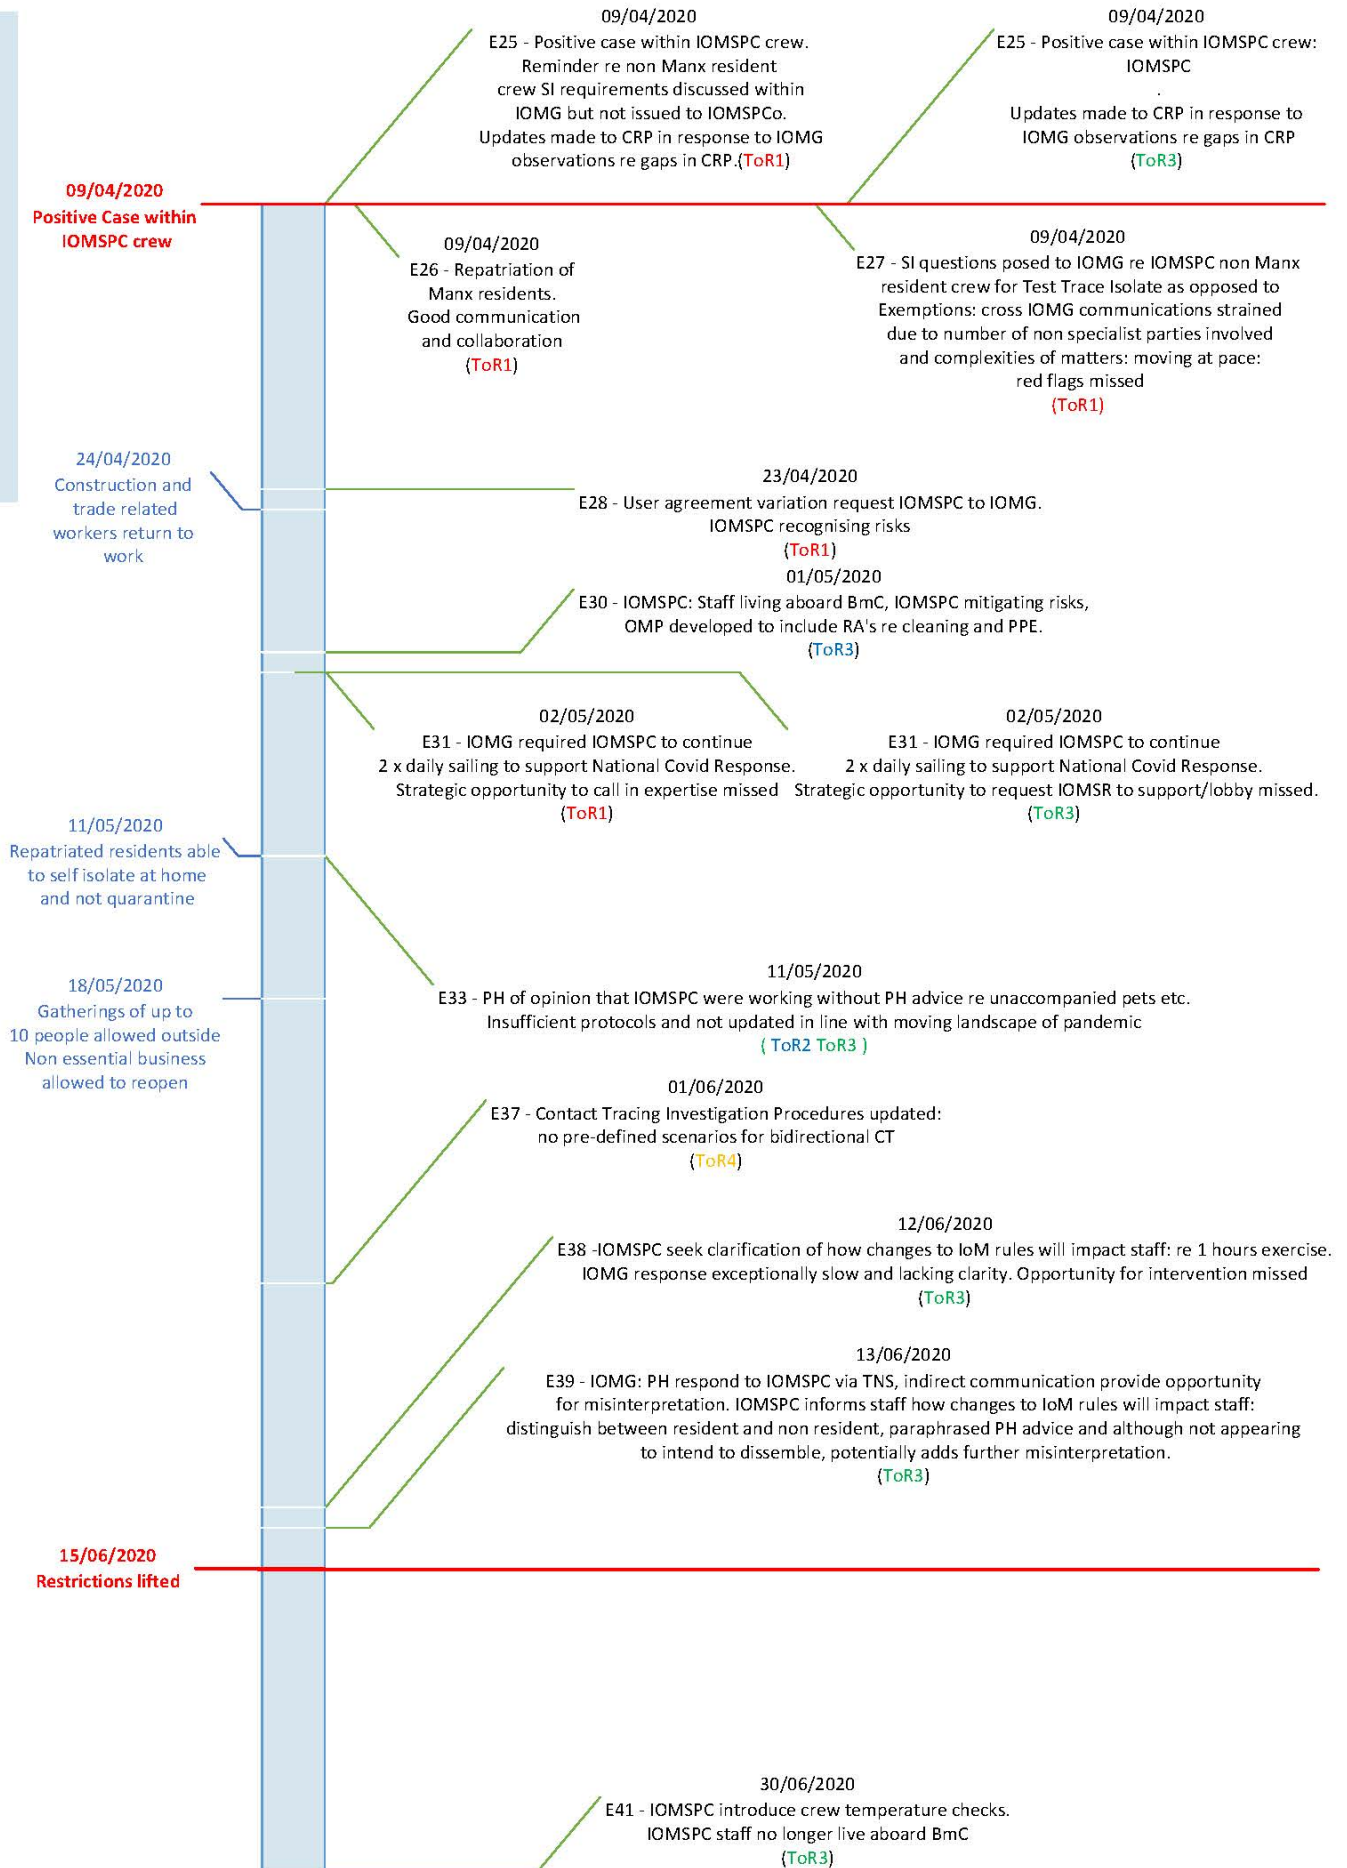 09/04/2020
E25 - Positive case within IOMSPC crew.
Reminder re non Manx resident
crew SI requirements discussed within
IOMG but not issued to IOMSPCo.
Updates made to CRP in response to IOMG
observations re gaps in CRP.(ToR1)
09/04/2020
E25 - Positive case within IOMSPC crew:
IOMSPC
.
Updates made to CRP in response to
IOMG observations re gaps in CRP
(ToR3)
09/04/2020
Positive Case within
IOMSPC crew
09/04/2020
E26 - Repatriation of
Manx residents.
Good communication
and collaboration
(ToR1)
09/04/2020
E27 - SI questions posed to IOMG re IOMSPC non Manx
resident crew for Test Trace Isolate as opposed to
Exemptions: cross IOMG communications strained
due to number of non specialist parties involved
and complexities of matters: moving at pace:
red flags missed
(ToR1)
24/04/2020
Construction and
trade related
workers return to
work
23/04/2020
E28 - User agreement variation request IOMSPC to IOMG.
IOMSPC recognising risks
(ToR1)
01/05/2020
E30 - IOMSPC: Staff living aboard BmC, IOMSPC mitigating risks,
OMP developed to include RA's re cleaning and PPE.
(ToR3)
02/05/2020
E31 - IOMG required IOMSPC to continue
2 x daily sailing to support National Covid Response.
Strategic opportunity to call in expertise missed
(ToR1)
02/05/2020
E31 - IOMG required IOMSPC to continue
2 x daily sailing to support National Covid Response.
Strategic opportunity to request IOMSR to support/lobby missed.
(ToR3)
11/05/2020
Repatriated residents able
to self isolate at home
and not quarantine
11/05/2020
E33 - PH of opinion that IOMSPC were working without PH advice re unaccompanied pets etc.
Insufficient protocols and not updated in line with moving landscape of pandemic
( ToR2 ToR3 )
18/05/2020
Gatherings of up to
10 people allowed outside
Non essential business
allowed to reopen
01/06/2020
E37 - Contact Tracing Investigation Procedures updated:
no pre-defined scenarios for bidirectional CT
(ToR4)
12/06/2020
E38 -IOMSPC seek clarification of how changes to IoM rules will impact staff: re 1 hours exercise.
IOMG response exceptionally slow and lacking clarity. Opportunity for intervention missed
(ToR3)
13/06/2020
E39 - IOMG: PH respond to IOMSPC via TNS, indirect communication provide opportunity
for misinterpretation. IOMSPC informs staff how changes to IoM rules will impact staff:
distinguish between resident and non resident, paraphrased PH advice and although not appearing
to intend to dissemble, potentially adds further misinterpretation.
(ToR3)
15/06/2020
Restrictions lifted
30/06/2020
E41 - IOMSPC introduce crew temperature checks.
IOMSPC staff no longer live aboard BmC
(ToR3)